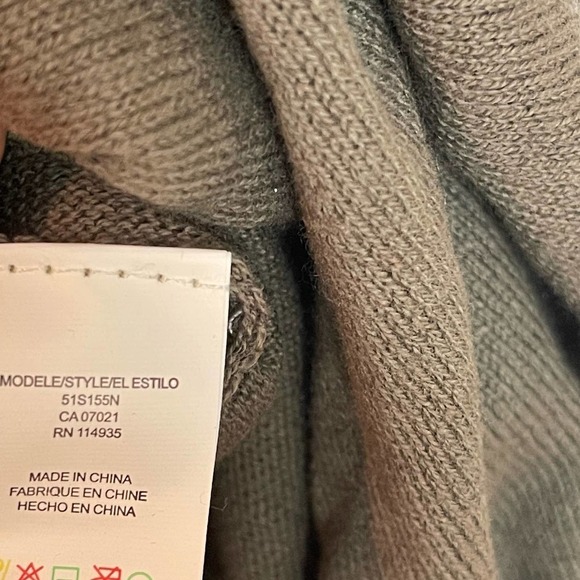 MODELE/STYLE/EL ESTILO
51S155N
CA 07021
RN 114935
MADE IN CHINA
FABRIQUE EN CHINE
HECHO EN CHINA